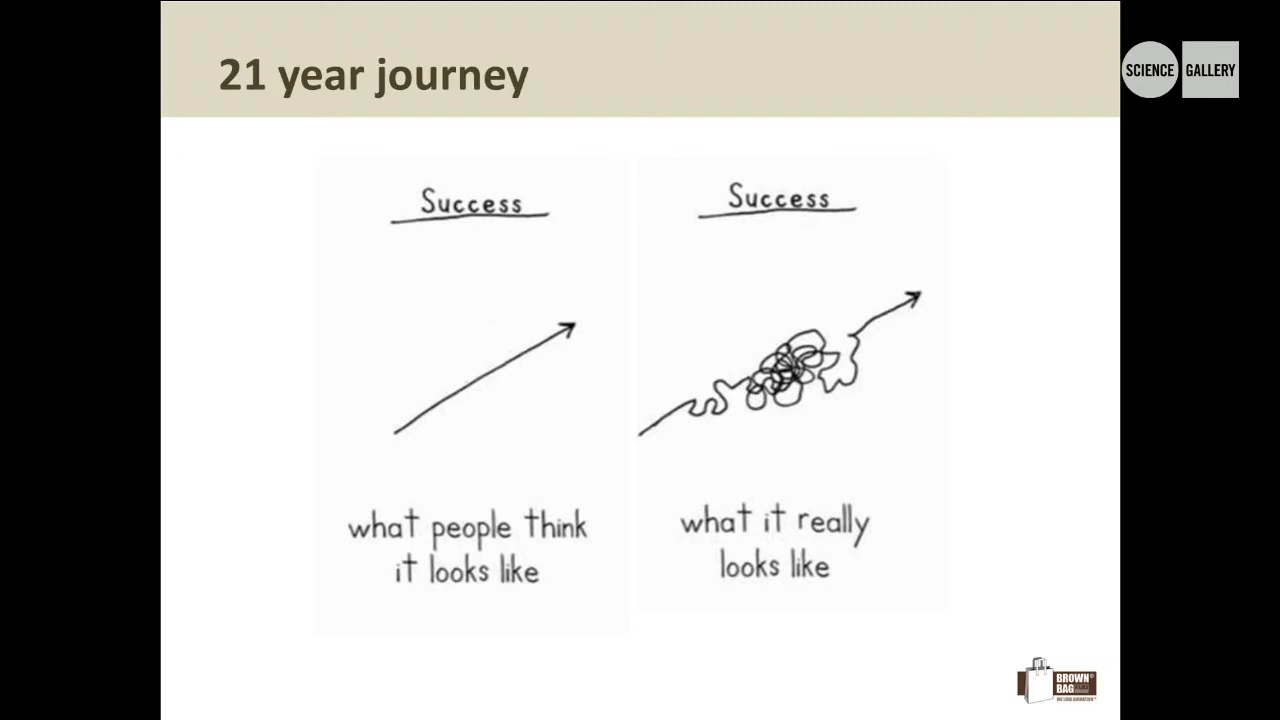 21 year journey
SCIENCE GALLERY
Success
what people think
it looks like
Success
what it really
looks like
BROWN
BAG